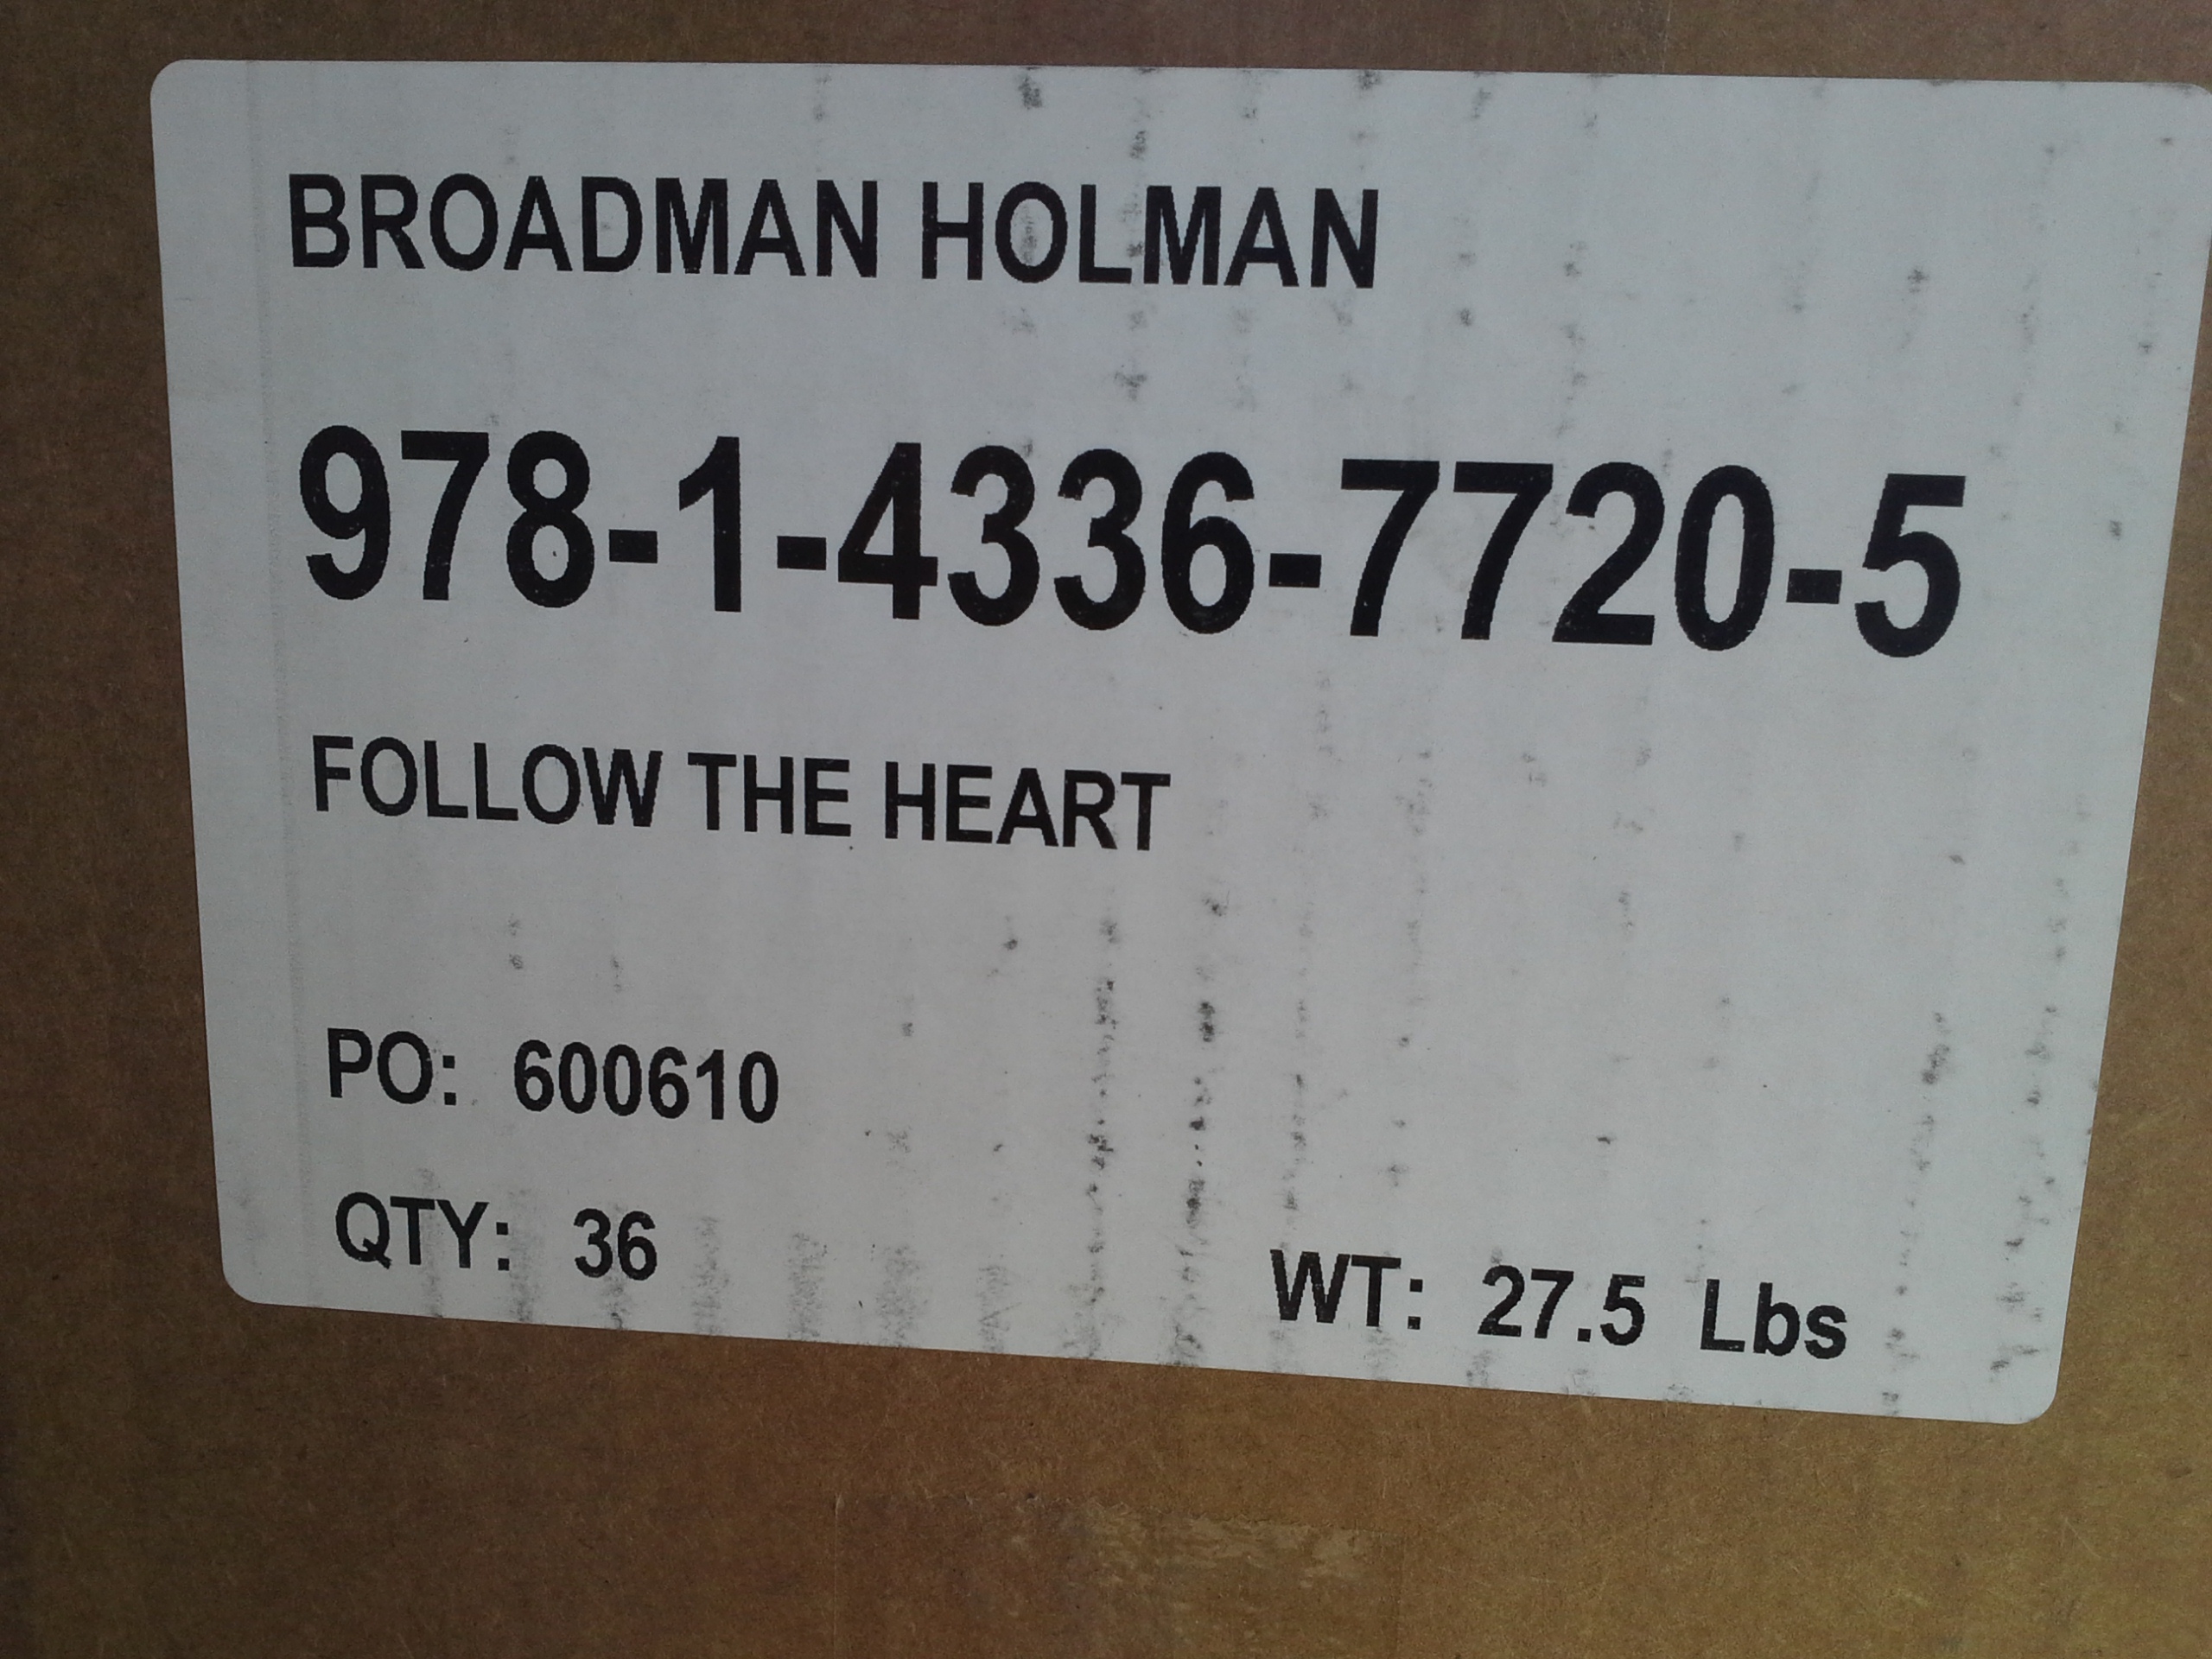 BROADMAN HOLMAN
978-1-4336-7720-5
FOLLOW THE HEART
PO: 600610
QTY: 36
WT: 27.5 Lbs